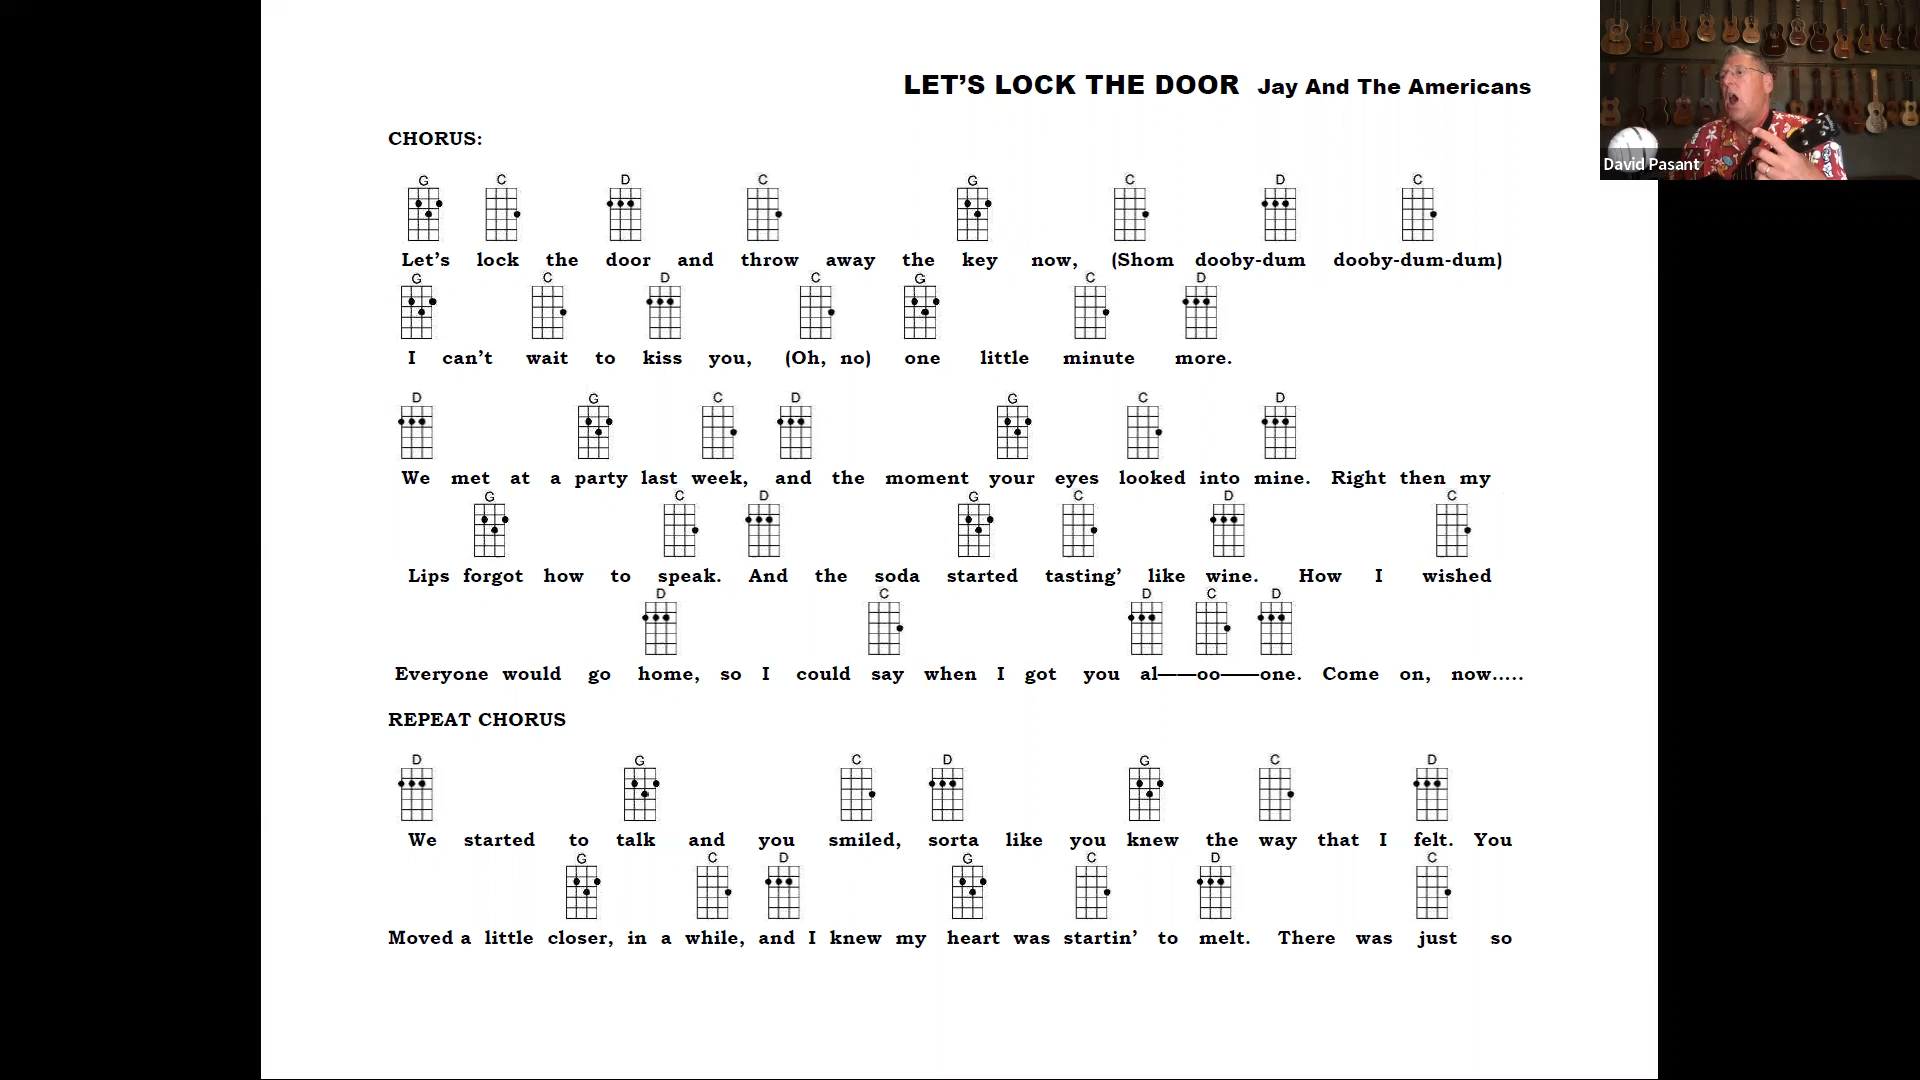 LET’S LOCK THE DOOR Jay And The Americans
David Pasant
CHORUS:
G C D C G C D C
Let’s lock the door and throw away the key now, (Shom dooby-dum dooby-dum-dum)
G C D C G C D
I can’t wait to kiss you, (Oh, no) one little minute more.
D G C D G C D
We met at a party last week, and the moment your eyes looked into mine. Right then my
G C D G C D C
Lips forgot how to speak. And the soda started tasting’ like wine. How I wished
D C D C D
Everyone would go home, so I could say when I got you al——oo——one. Come on, now.....
REPEAT CHORUS
D G C D G C D
We started to talk and you smiled, sorta like you knew the way that I felt. You
G C D G C D C
Moved a little closer, in a while, and I knew my heart was startin’ to melt. There was just so